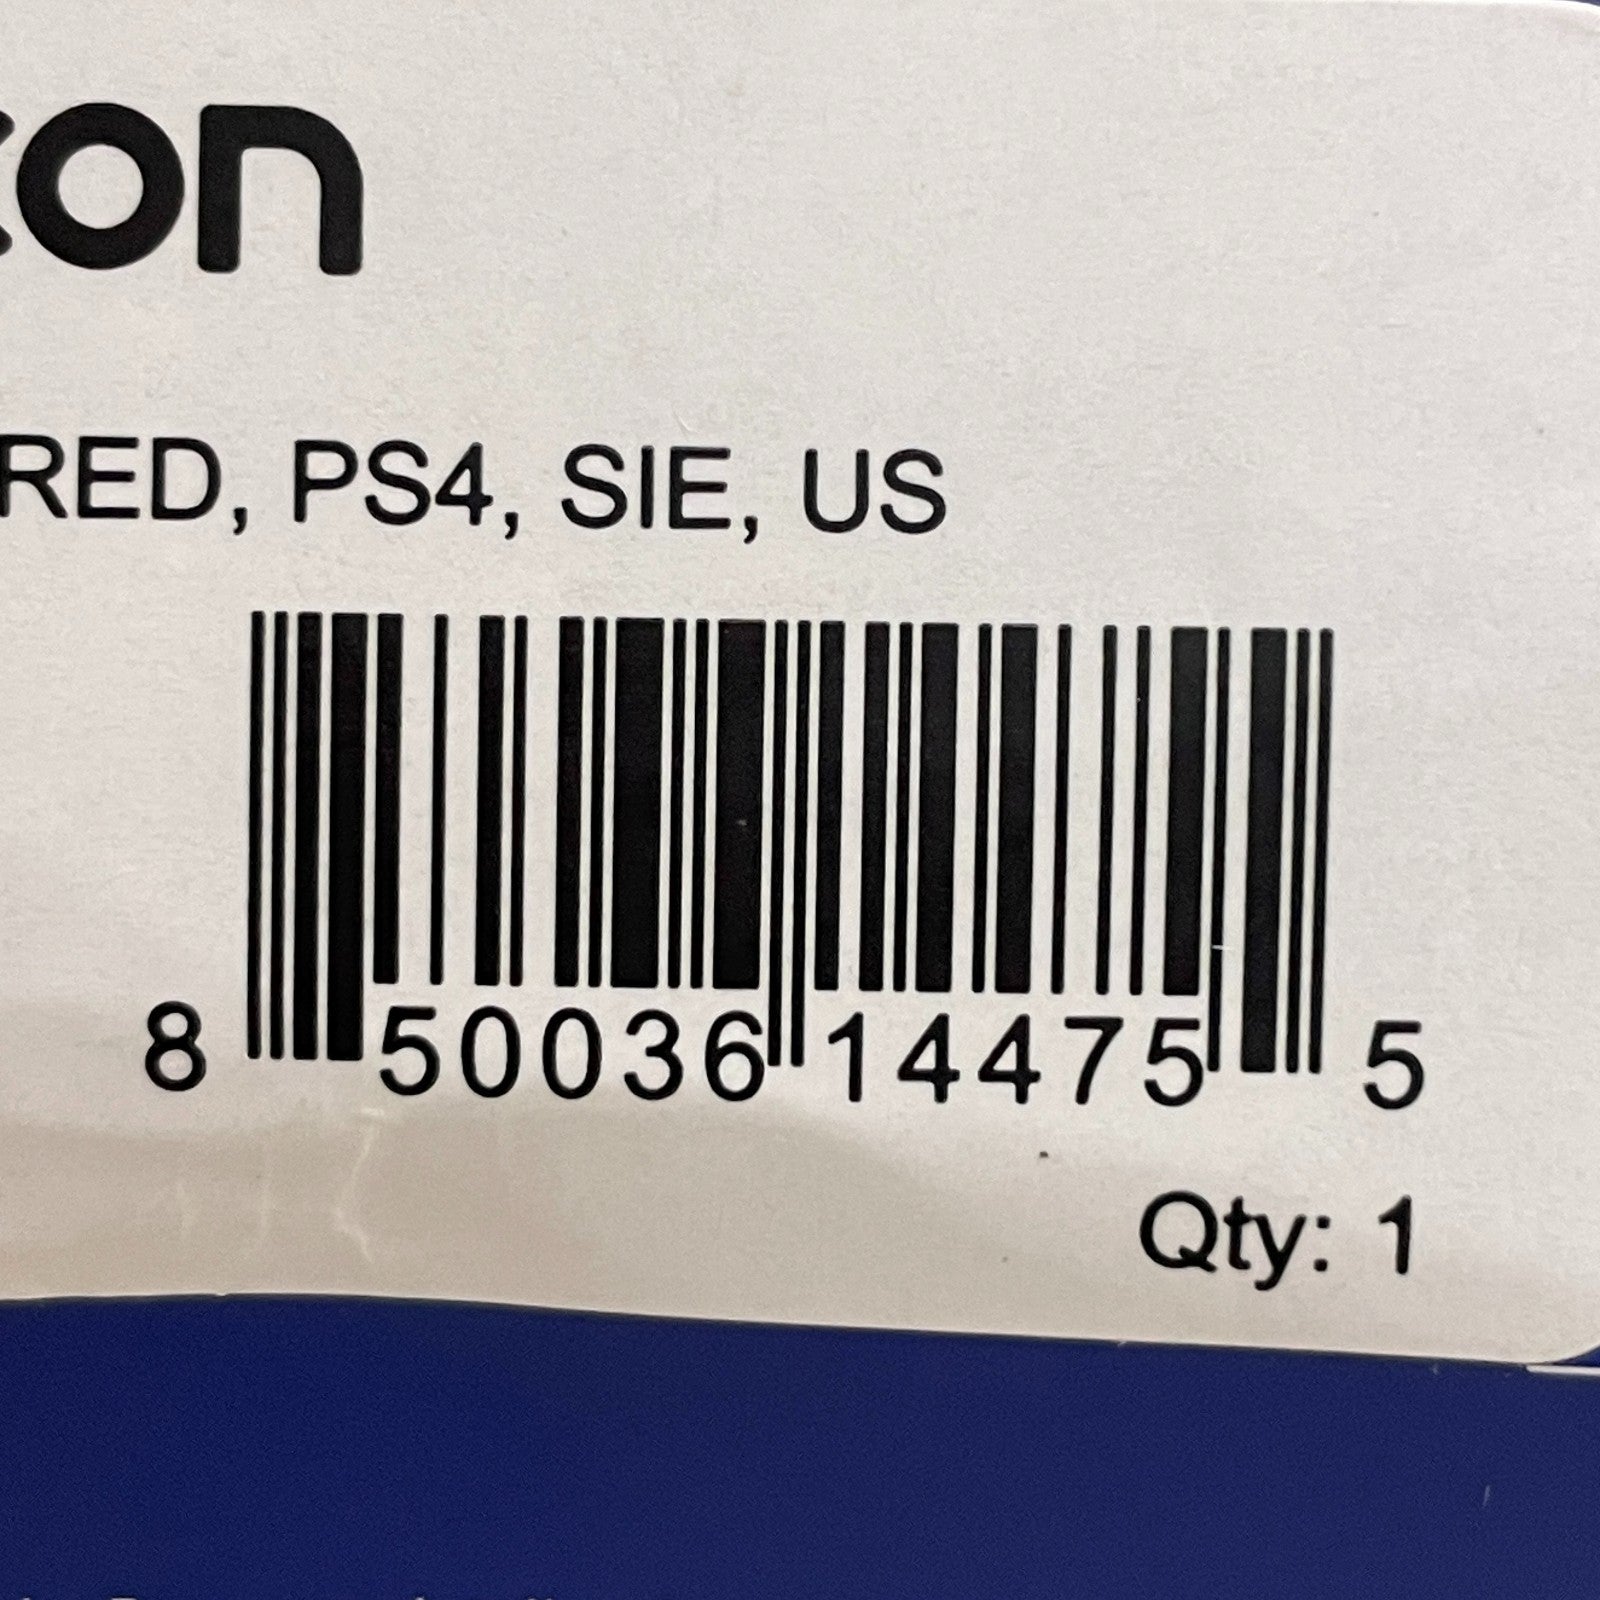 con
RED, PS4, SIE, US
8 50036 14475 5
Qty: 1